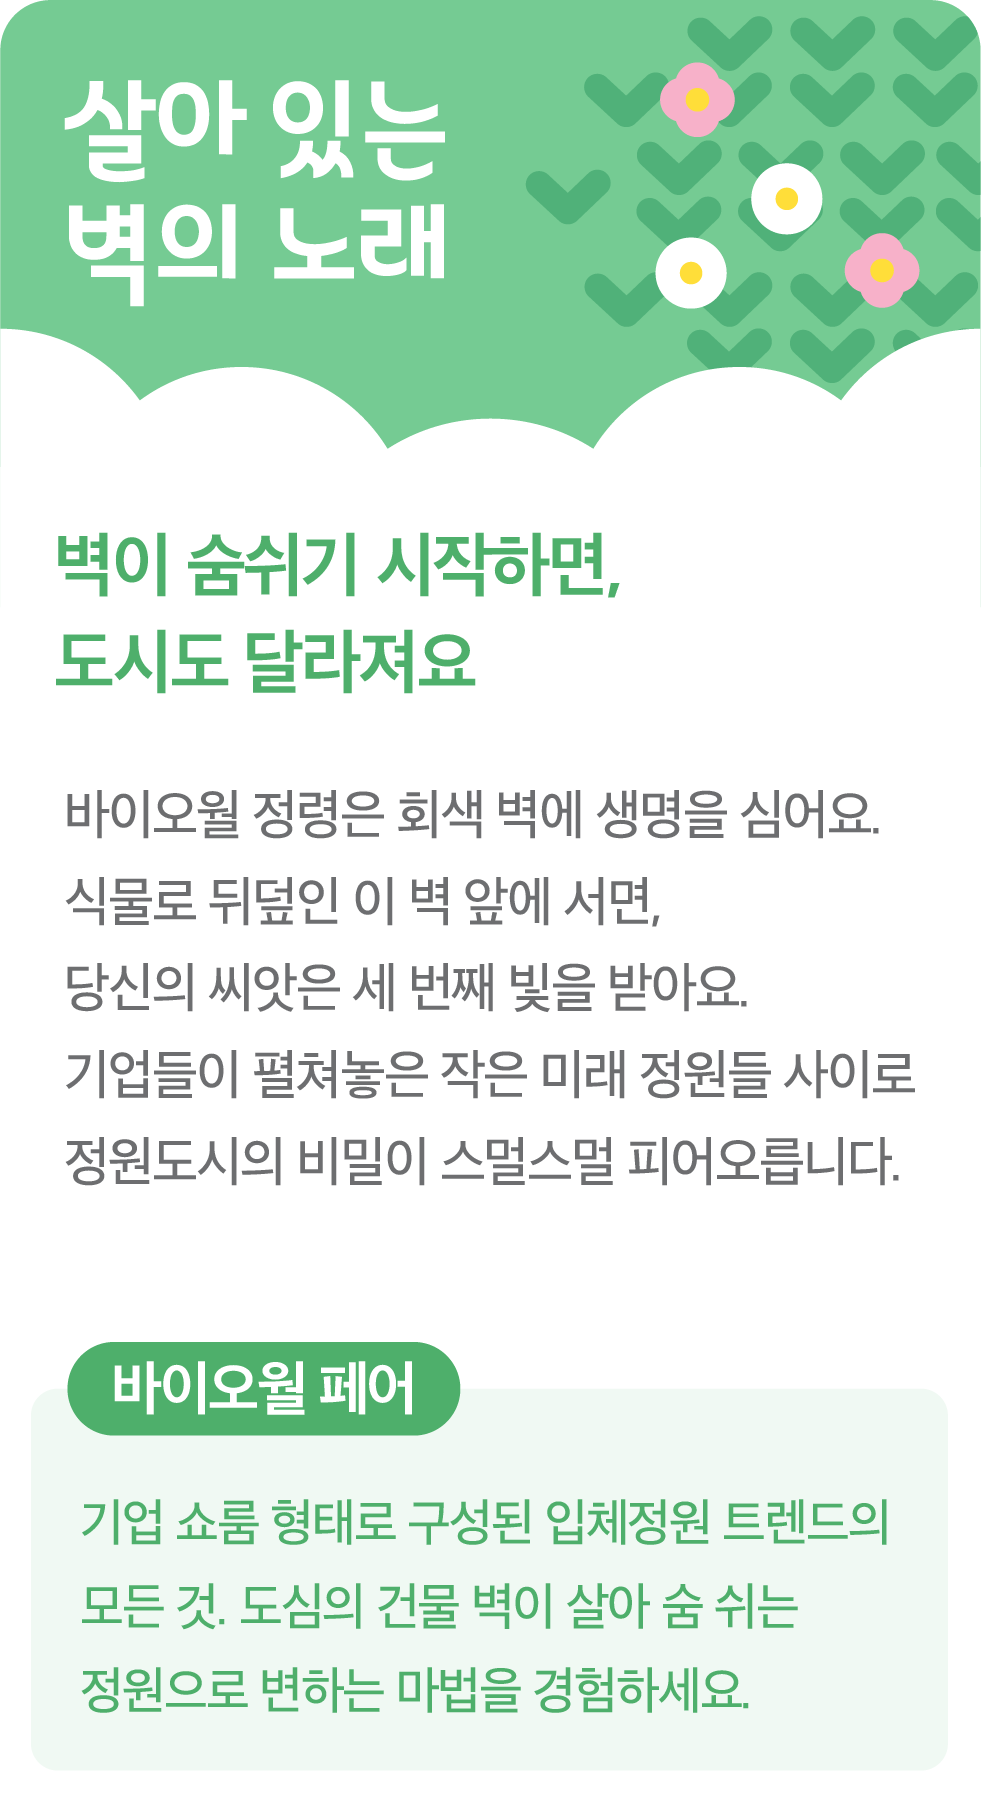 살아 있는
벽의 노래
벽이 숨쉬기 시작하면,
도시도 달라져요
바이오월 정령은 회색 벽에 생명을 심어요.
식물로 뒤덮인 이 벽 앞에 서면,
당신의 씨앗은 세 번째 빛을 받아요.
기업들이 펼쳐놓은 작은 미래 정원들 사이로
정원도시의 비밀이 스멀스멀 피어오릅니다.
바이오월 페어
기업 쇼룸 형태로 구성된 입체정원 트렌드의
모든 것. 도심의 건물 벽이 살아 숨 쉬는
정원으로 변하는 마법을 경험하세요.